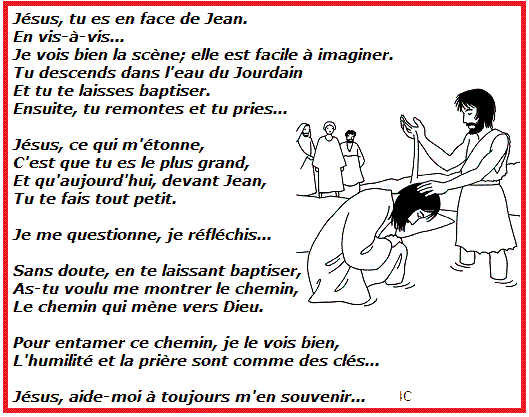 Jésus, tu es en face de Jean.
En vis-à-vis...
Je vois bien la scène; elle est facile à imaginer.
Tu descends dans l'eau du Jourdain
Et tu te laisses baptiser.
Ensuite, tu remontes et tu pries...
Jésus, ce qui m'étonne,
C'est que tu es le plus grand,
Et qu'aujourd'hui, devant Jean,
Tu te fais tout petit.
Je me questionne, je réfléchis...
Sans doute, en te laissant baptiser,
As-tu voulu me montrer le chemin,
Le chemin qui mène vers Dieu.
Pour entamer ce chemin, je le vois bien,
L'humilité et la prière sont comme des clés...
Jésus, aide-moi à toujours m'en souvenir...